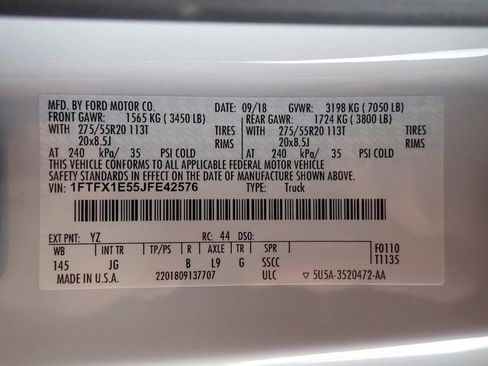 MFD. BY FORD MOTOR CO. DATE: 09/18 GVWR: 3198 KG ( 7050 LB)
FRONT GAWR: 1565 KG ( 3450 LB) REAR GAWR: 1724 KG ( 3800 LB)
WITH 275/55R20 113T TIRES WITH 275/55R20 113T TIRES
20x8.5J RIMS 20x8.5J RIMS
AT 240 kPa/ 35 PSI COLD AT 240 kPa/ 35 PSI COLD
THIS VEHICLE CONFORMS TO ALL APPLICABLE FEDERAL MOTOR VEHICLE
SAFETY STANDARDS IN EFFECT ON THE DATE OF MANUFACTURE SHOWN ABOVE.
VIN: 1FTFX1E55JFE42576 TYPE: Truck
EXT PNT: YZ RC: 44 DSO:
WB INT TR TP/PS R AXLE TR SPR F0110
145 JG B L9 G SSCC T1135
MADE IN U.S.A. 2201809137707 ULC ▽ 5U5A-3520472-AA